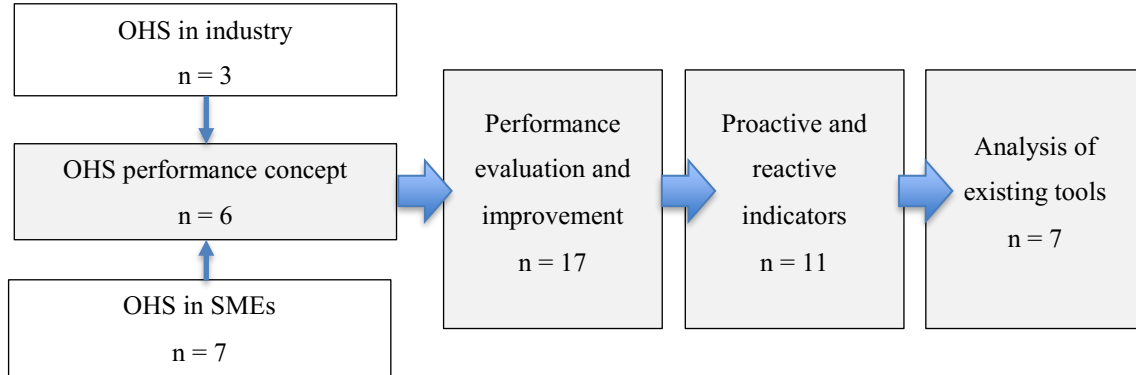 OHS in industry
n = 3
OHS performance concept
n = 6
OHS in SMEs
n = 7
Performance
evaluation and
improvement
n = 17
Proactive and
reactive
indicators
n = 11
Analysis of
existing tools
n = 7